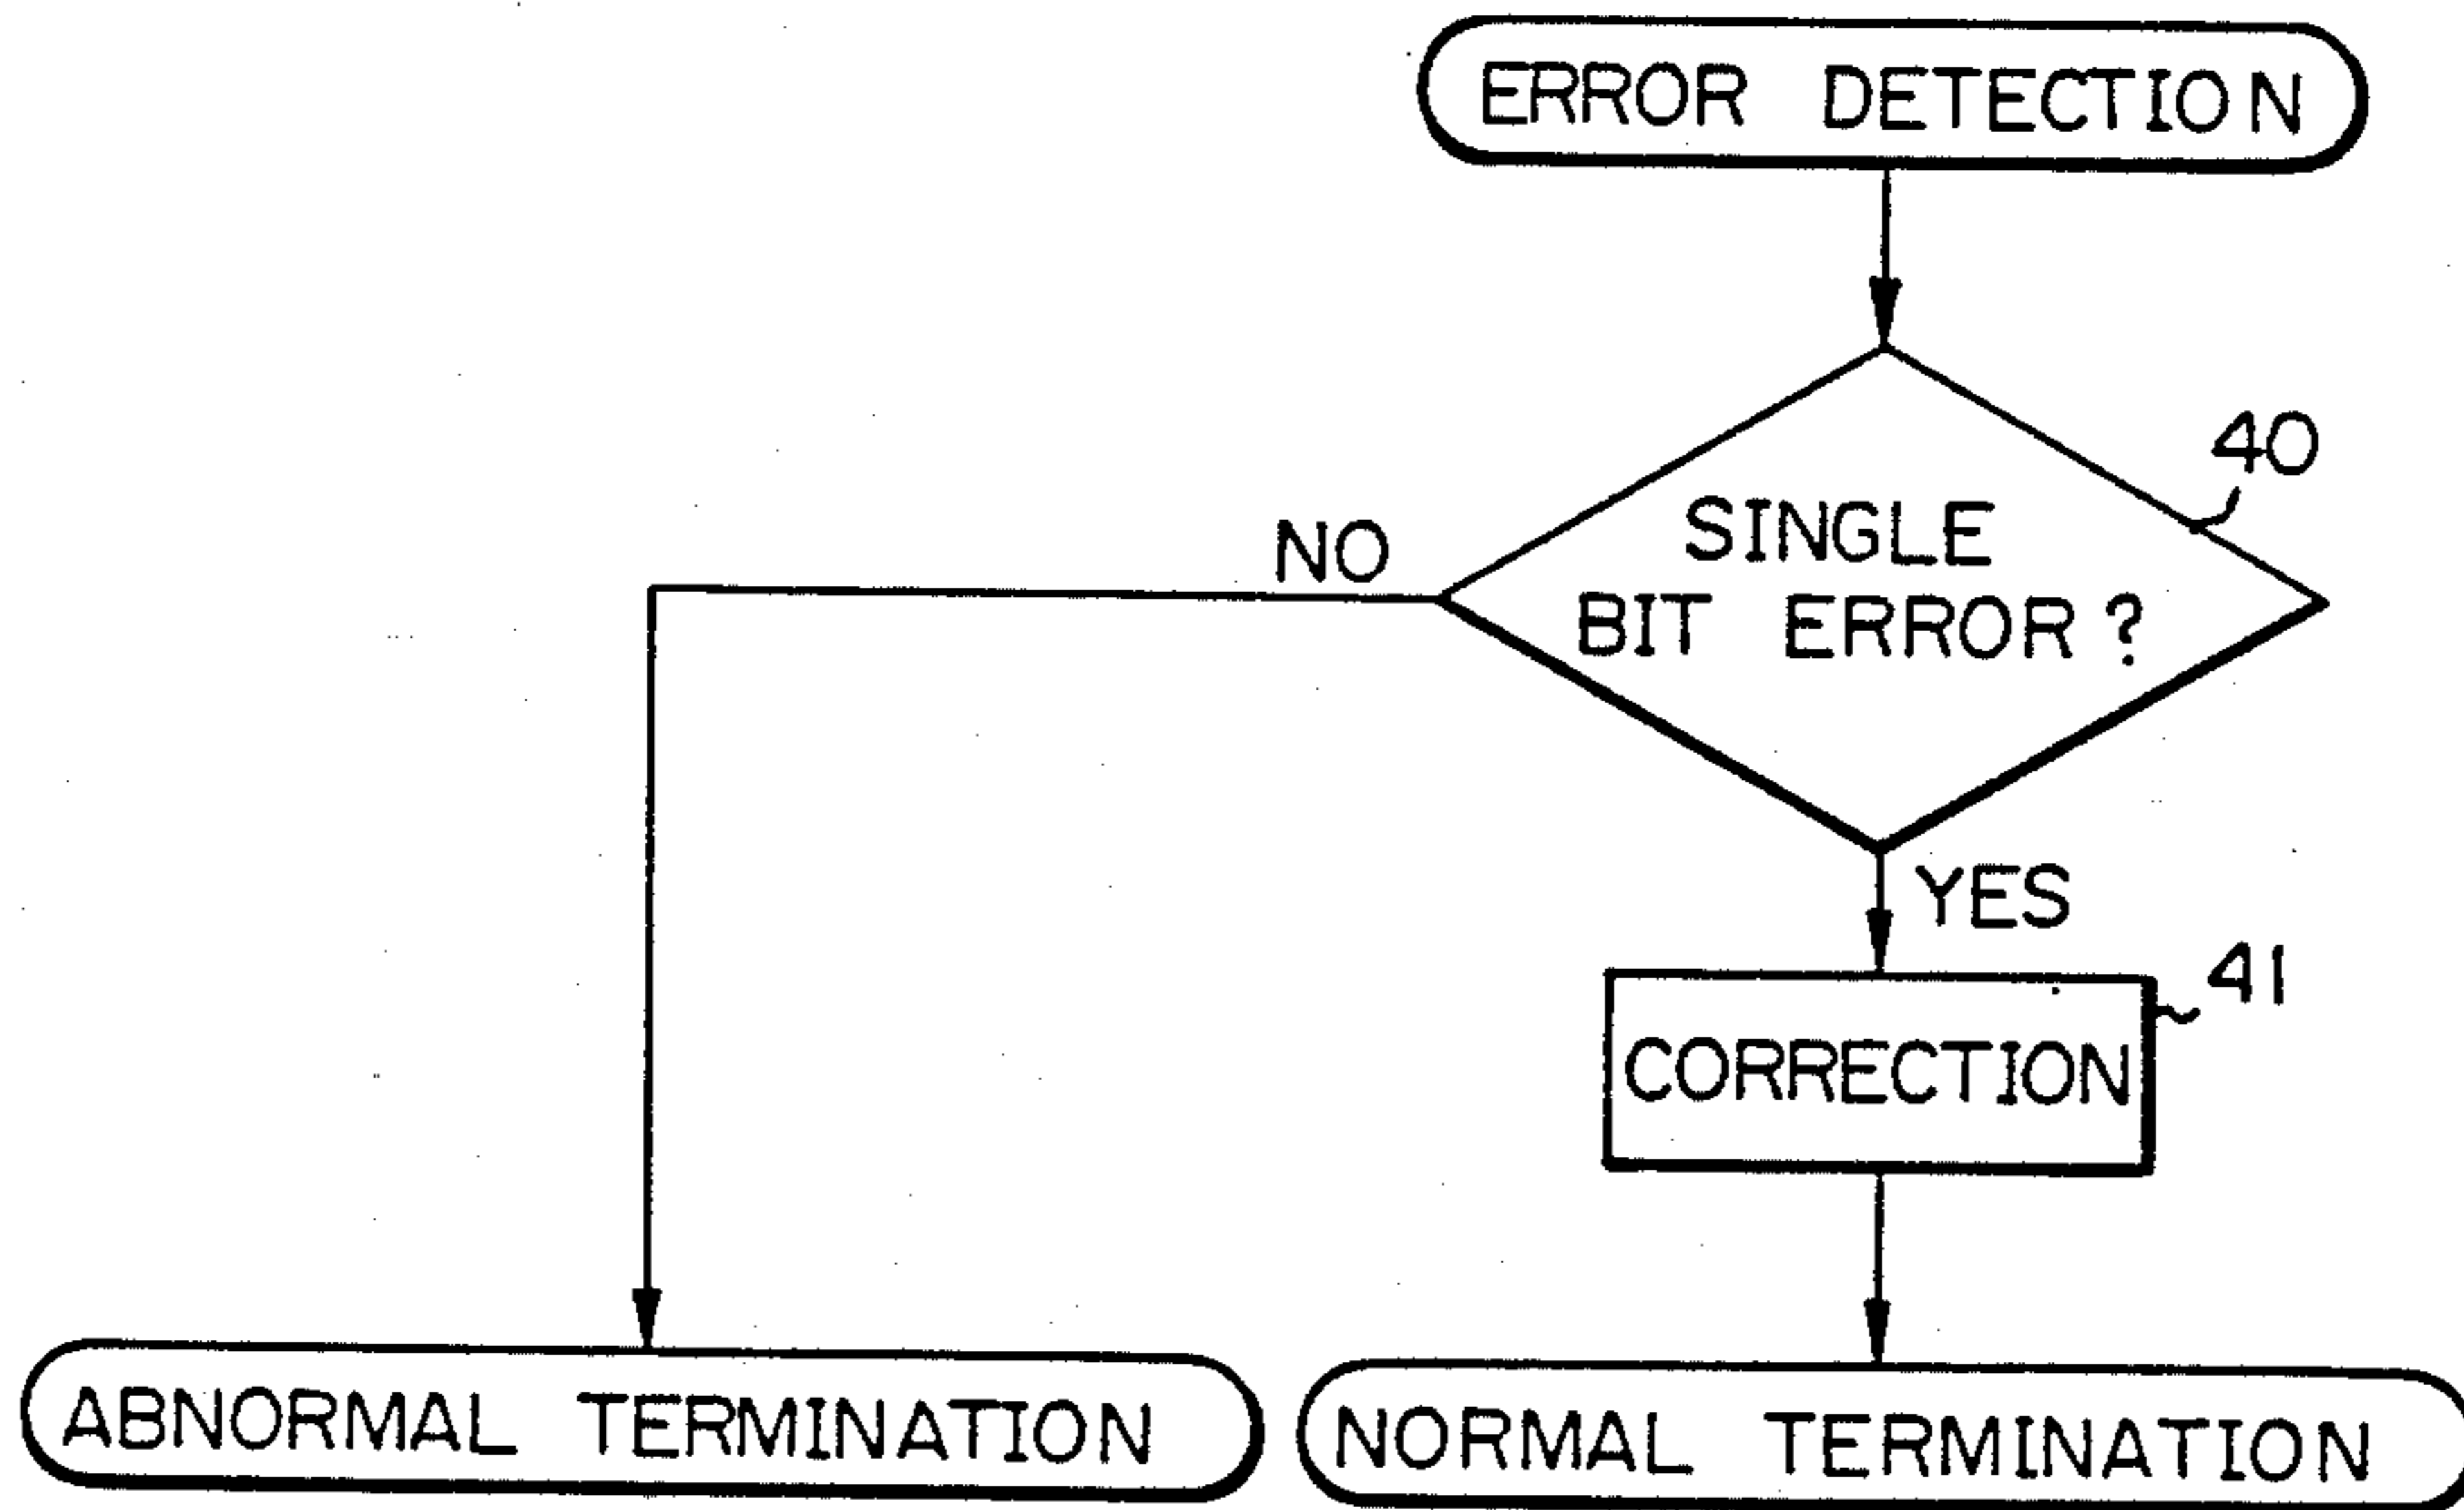 ERROR DETECTION
40
SINGLE
BIT ERROR?
NO
YES
41
CORRECTION
ABNORMAL TERMINATION
NORMAL TERMINATION